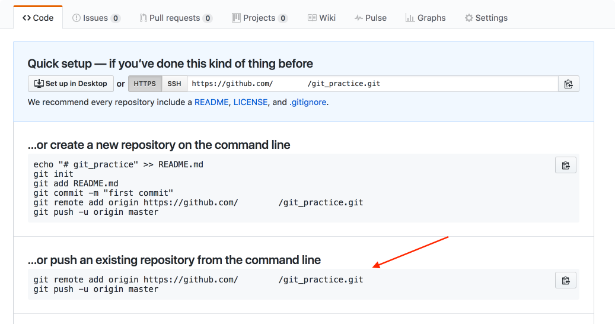 Code Issues 0 Pull requests 0 Projects 0 Wiki Pulse Graphs Settings
Quick setup — if you've done this kind of thing before
Set up in Desktop or HTTPS SSH https://github.com/ /git_practice.git
We recommend every repository include a README, LICENSE, and .gitignore.
...or create a new repository on the command line
echo "# git_practice" >> README.md
git init
git add README.md
git commit -m "first commit"
git remote add origin https://github.com/ /git_practice.git
git push -u origin master
...or push an existing repository from the command line
git remote add origin https://github.com/ /git_practice.git
git push -u origin master